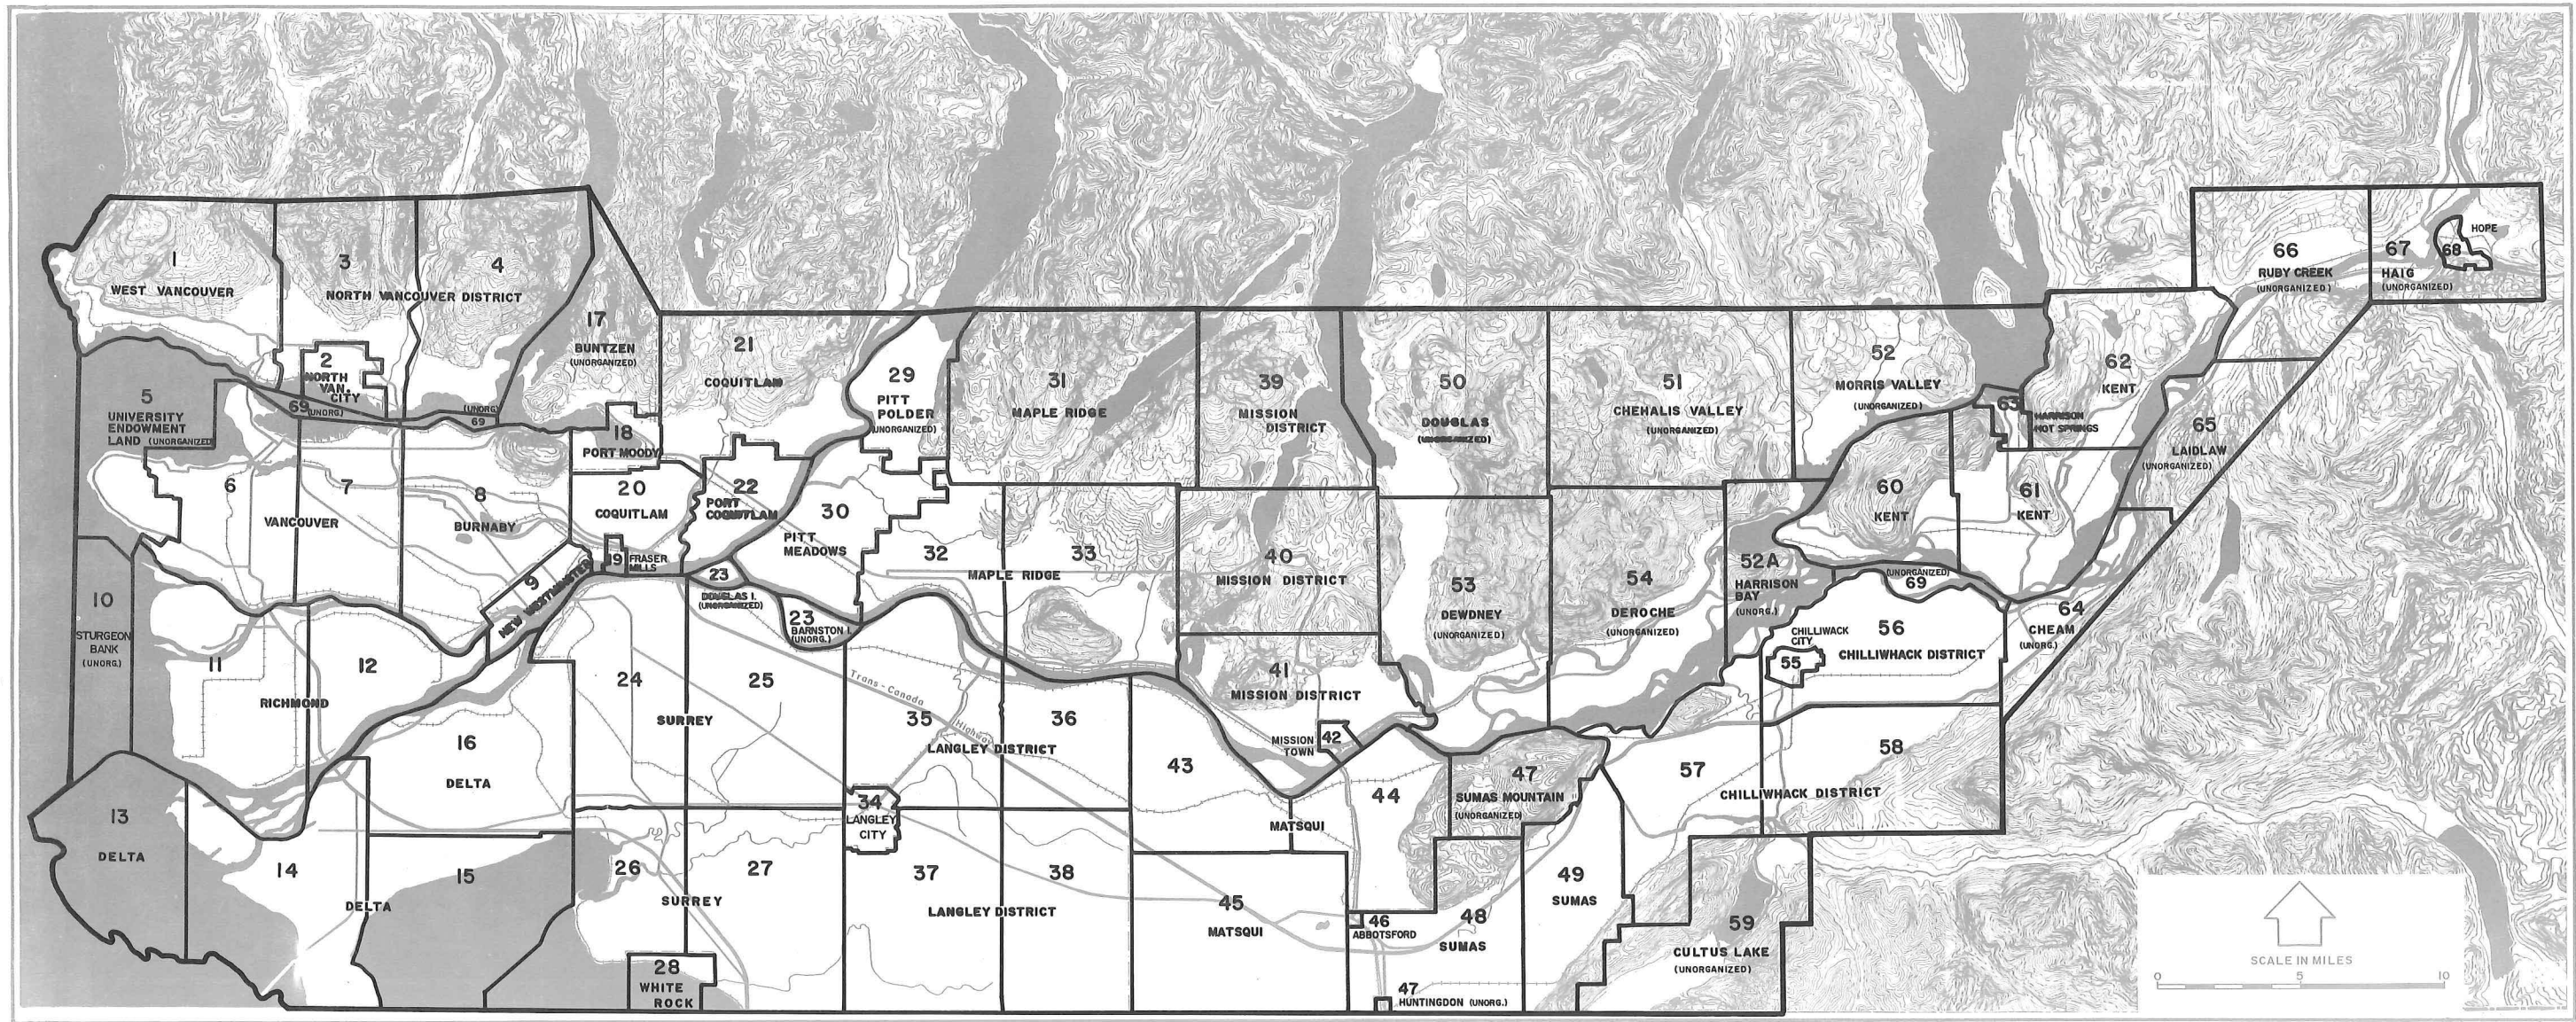 1
WEST VANCOUVER
2
NORTH
VAN.
CITY
3
4
NORTH VANCOUVER DISTRICT
69
(UNORG.)
(UNORG)
69
5
UNIVERSITY
ENDOWMENT
LAND (UNORGANIZED)
6
7
VANCOUVER
8
BURNABY
9
NEW WESTMINSTER
10
STURGEON
BANK
(UNORG.)
11
12
RICHMOND
13
DELTA
14
15
DELTA
16
DELTA
17
BUNTZEN
(UNORGANIZED)
18
PORT MOODY
19
FRASER
MILLS
20
COQUITLAM
21
COQUITLAM
22
PORT
COQUITLAM
23
DOUGLAS I.
(UNORGANIZED)
23
BARNSTON I.
(UNORG.)
24
25
SURREY
26
27
SURREY
28
WHITE
ROCK
29
PITT
POLDER
(UNORGANIZED)
30
PITT
MEADOWS
31
MAPLE RIDGE
32
33
MAPLE RIDGE
34
LANGLEY
CITY
Trans-Canada Highway
35
36
LANGLEY DISTRICT
37
38
LANGLEY DISTRICT
39
MISSION
DISTRICT
40
MISSION DISTRICT
41
MISSION DISTRICT
MISSION
TOWN
42
43
44
MATSQUI
45
MATSQUI
46
ABBOTSFORD
47
SUMAS MOUNTAIN
(UNORGANIZED)
47
HUNTINGDON (UNORG.)
48
SUMAS
49
SUMAS
50
DOUGLAS
(UNORGANIZED)
51
CHEHALIS VALLEY
(UNORGANIZED)
52
MORRIS VALLEY
(UNORGANIZED)
52A
HARRISON
BAY
(UNORG.)
53
DEWDNEY
(UNORGANIZED)
54
DEROCHE
(UNORGANIZED)
CHILLIWACK
CITY
55
56
CHILLIWHACK DISTRICT
57
58
CHILLIWHACK DISTRICT
59
CULTUS LAKE
(UNORGANIZED)
60
KENT
61
KENT
62
KENT
63
HARRISON
HOT SPRINGS
64
CHEAM
(UNORG.)
65
LAIDLAW
(UNORGANIZED)
66
RUBY CREEK
(UNORGANIZED)
67
HAIG
(UNORGANIZED)
68
HOPE
(UNORGANIZED)
69
SCALE IN MILES
0 5 10